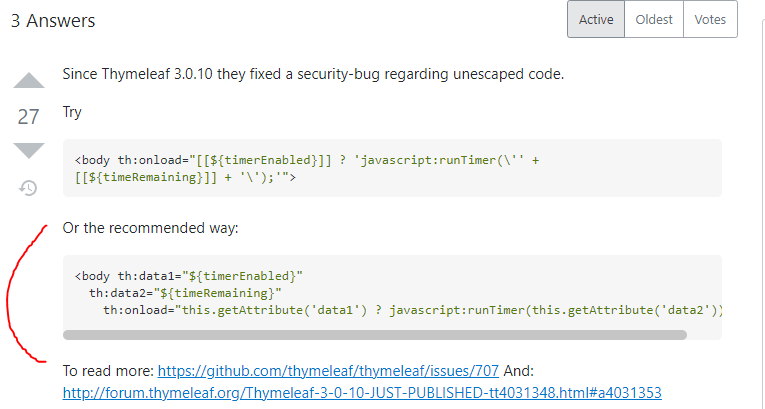 3 Answers
Active Oldest Votes
Since Thymeleaf 3.0.10 they fixed a security-bug regarding unescaped code.
27
Try
<body th:onload="[[${timerEnabled}]] ? 'javascript:runTimer(\'' +
[[${timeRemaining}]] + '\');'">
Or the recommended way:
<body th:data1="${timerEnabled}"
th:data2="${timeRemaining}"
th:onload="this.getAttribute('data1') ? javascript:runTimer(this.getAttribute('data2'))
To read more: https://github.com/thymeleaf/thymeleaf/issues/707 And:
http://forum.thymeleaf.org/Thymeleaf-3-0-10-JUST-PUBLISHED-tt4031348.html#a4031353